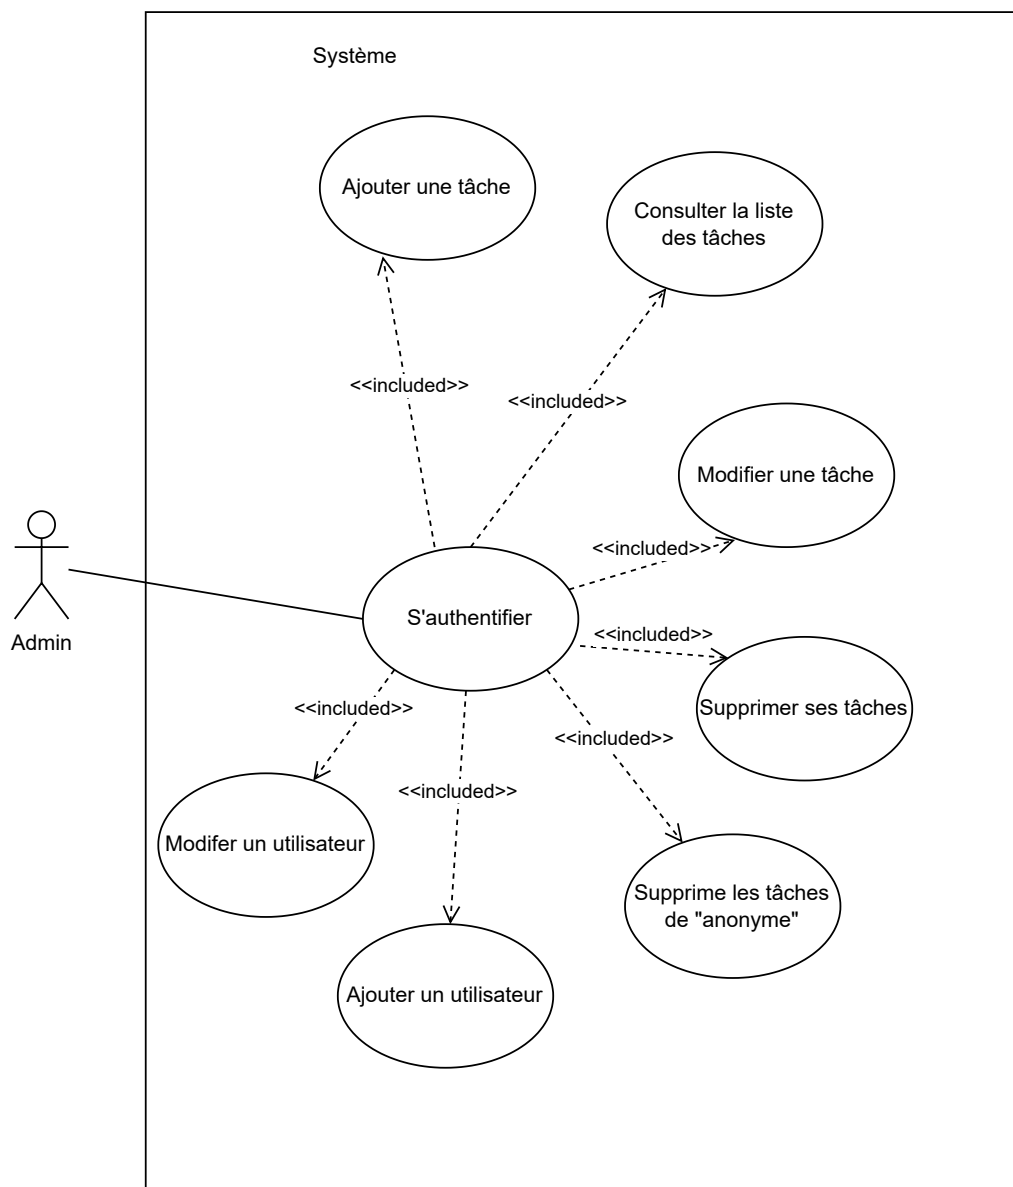 Système
Ajouter une tâche
Consulter la liste
des tâches
<<included>>
<<included>>
Modifier une tâche
<<included>>
S'authentifier
<<included>>
Admin
Supprimer ses tâches
<<included>>
<<included>>
<<included>>
Modifer un utilisateur
Supprime les tâches
de "anonyme"
Ajouter un utilisateur